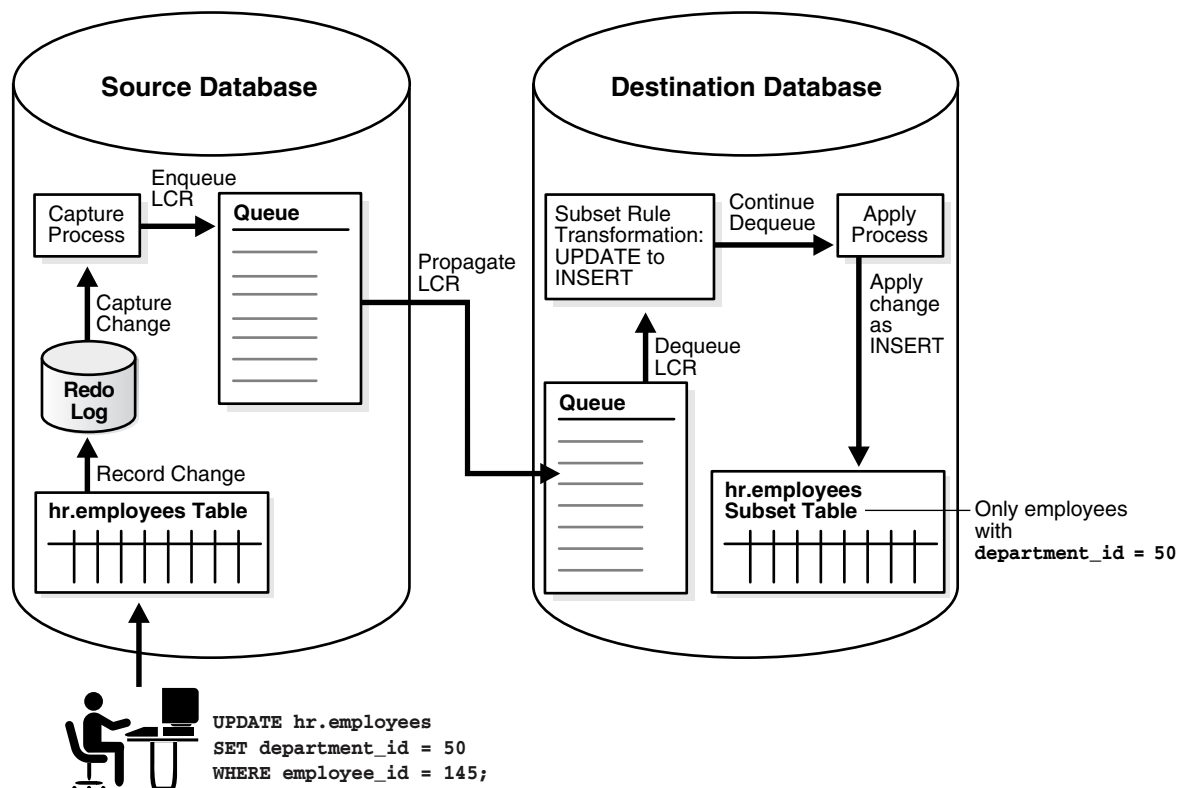 Source Database
Destination Database
Capture
Process
Enqueue
LCR
Queue
Propagate
LCR
Capture
Change
Redo
Log
Record Change
hr.employees Table
UPDATE hr.employees
SET department_id = 50
WHERE employee_id = 145;
Subset Rule
Transformation:
UPDATE to
INSERT
Continue
Dequeue
Apply
Process
Apply
change
as
INSERT
Dequeue
LCR
Queue
hr.employees
Subset Table
Only employees
with
department_id = 50